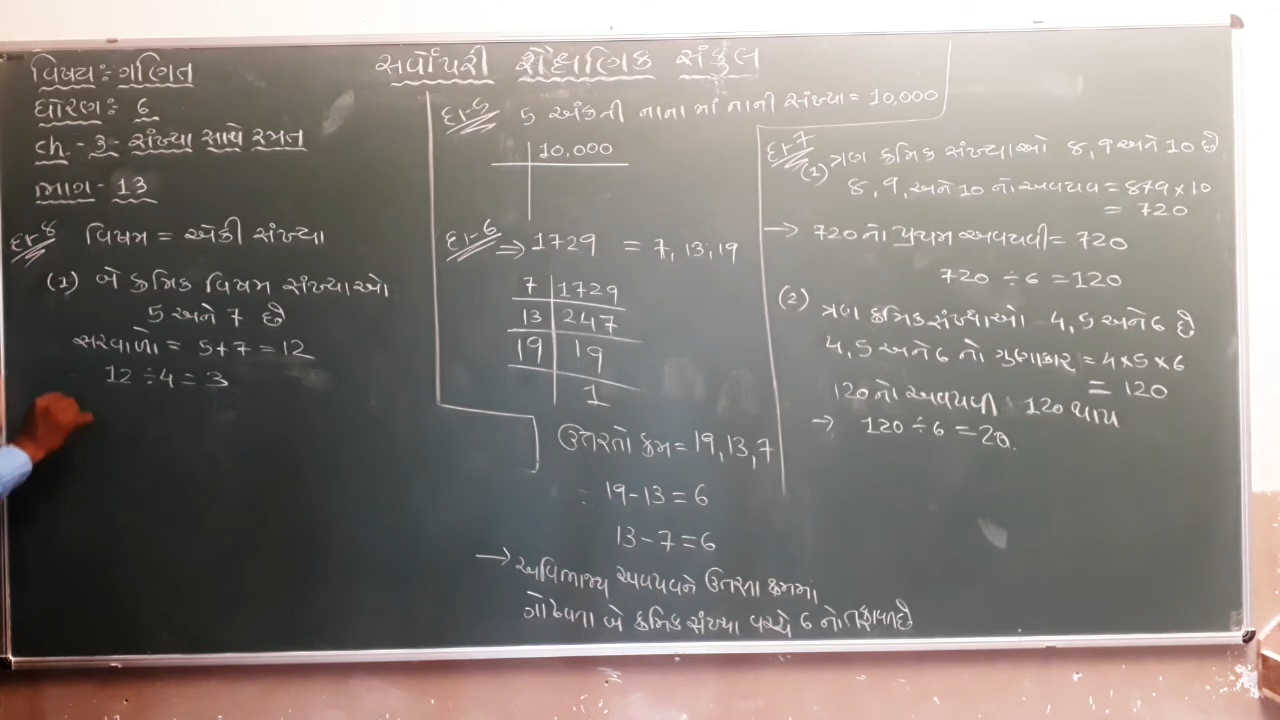 વિષય:- ગણિત
ધોરણ:- ૬
ch.- ૩- સંખ્યા સાથે રમત
ભાગ- 13
સર્વોપરી શૈક્ષણિક સંકુલ
દા-૪ વિષમ = એકી સંખ્યા
(1) બે ક્રમિક વિષમ સંખ્યાઓ
5 અને 7 છે
સરવાળો = 5+7 = 12
12 ÷ 4 = 3
દા-૫ 5 અંકની નાના માં નાની સંખ્યા = 10,000
10,000
દા-6 ⇒ 1729 = 7, 13, 19
7 | 1729
13 | 247
19 | 19
1
ઉતરતો ક્રમ = 19, 13, 7
19-13 = 6
13-7 = 6
→ અવિભાજ્ય અવયવને ઉતરતા ક્રમમાં
ગોઠવતા બે ક્રમિક સંખ્યા વચ્ચે 6 નો તફાવત છે
દા-7
(1) ત્રણ ક્રમિક સંખ્યાઓ 8, 9 અને 10 છે
8, 9, અને 10 નો અવયવ = 8×9×10
= 720
→ 720 નો પ્રથમ અવયવી = 720
720 ÷ 6 = 120
(2) ત્રણ ક્રમિક સંખ્યાઓ 4, 5 અને 6 છે
4, 5 અને 6 નો ગુણાકાર = 4×5×6
= 120
120 નો અવયવી 120 થાય
→ 120 ÷ 6 = 20.